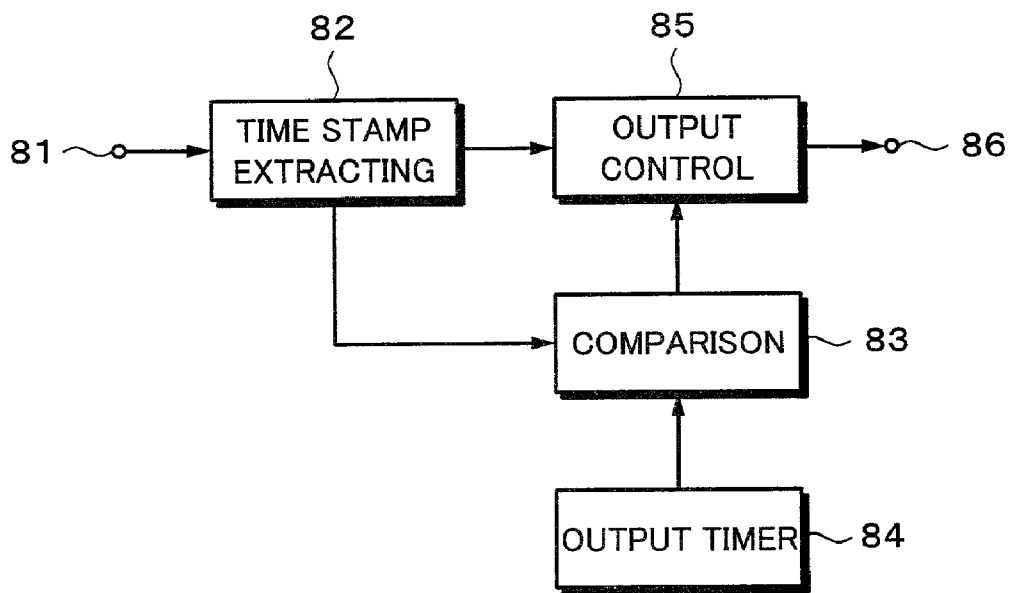 82
85
81
TIME STAMP
EXTRACTING
OUTPUT
CONTROL
86
COMPARISON
83
OUTPUT TIMER
84